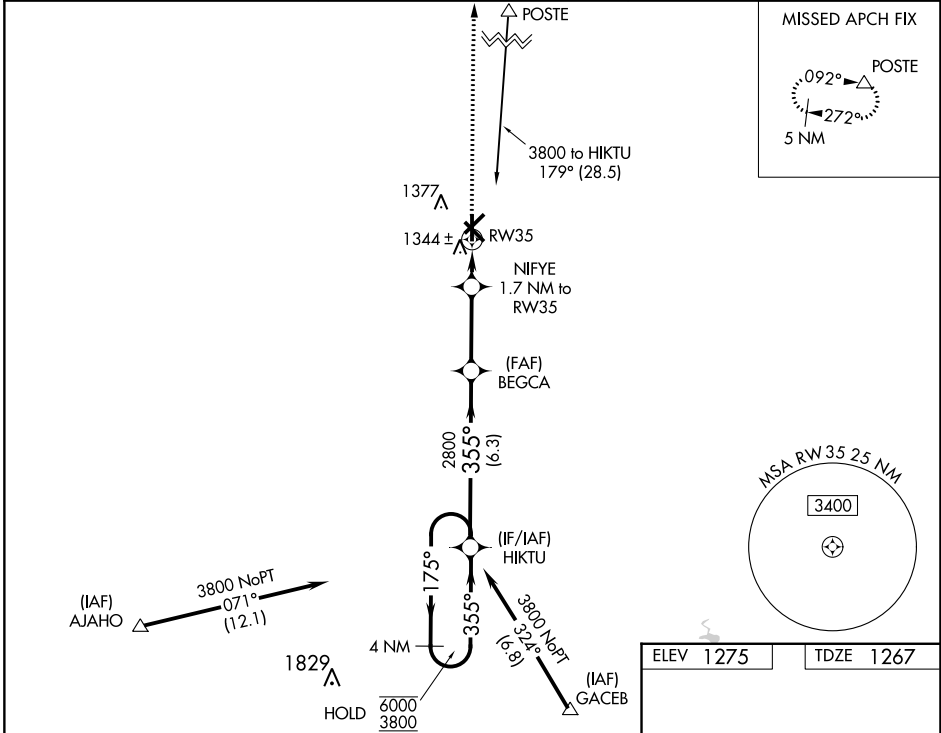 POSTE
MISSED APCH FIX
092°
POSTE
272°
5 NM
3800 to HIKTU
179° (28.5)
1377
1344 ±
RW35
NIFYE
1.7 NM to
RW35
(FAF)
BEGCA
2800
355°
(6.3)
MSA RW 35 25 NM
3400
(IF/IAF)
HIKTU
175°
355°
3800 NoPT
071°
(12.1)
(IAF)
AJAHO
3800 NoPT
324°
(6.8)
4 NM
1829
HOLD
6000
3800
(IAF)
GACEB
ELEV 1275
TDZE 1267